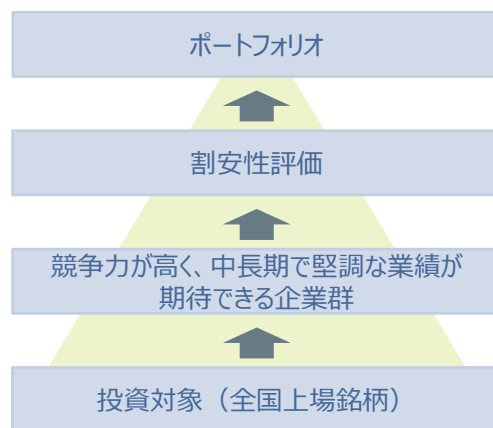 ポートフォリオ
割安性評価
競争力が高く、中長期で堅調な業績が
期待できる企業群
投資対象（全国上場銘柄）